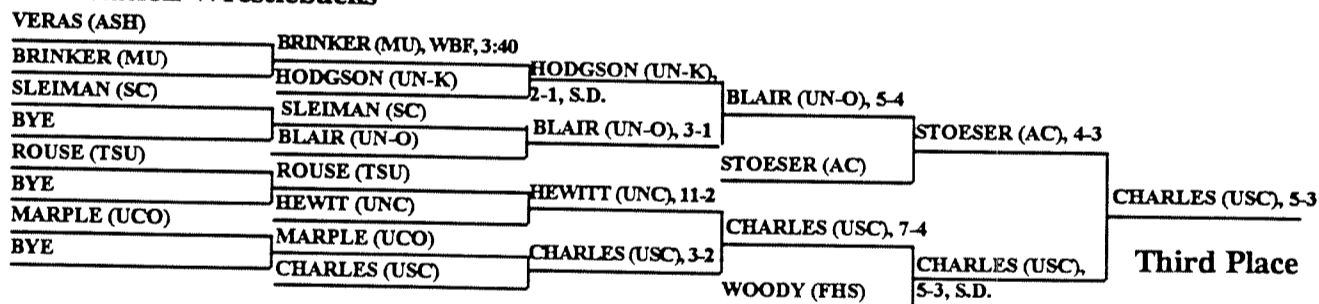 VERAS (ASH)
BRINKER (MU)
SLEIMAN (SC)
BYE
ROUSE (TSU)
BYE
MARPLE (UCO)
BYE
BRINKER (MU), WBF, 3:40
HODGSON (UN-K)
SLEIMAN (SC)
BLAIR (UN-O)
ROUSE (TSU)
HEWIT (UNC)
MARPLE (UCO)
CHARLES (USC)
HODGSON (UN-K),
2-1, S.D.
BLAIR (UN-O), 3-1
HEWITT (UNC), 11-2
CHARLES (USC), 3-2
BLAIR (UN-O), 5-4
STOESER (AC)
CHARLES (USC), 7-4
WOODY (FHS)
STOESER (AC), 4-3
CHARLES (USC),
5-3, S.D.
CHARLES (USC), 5-3
Third Place